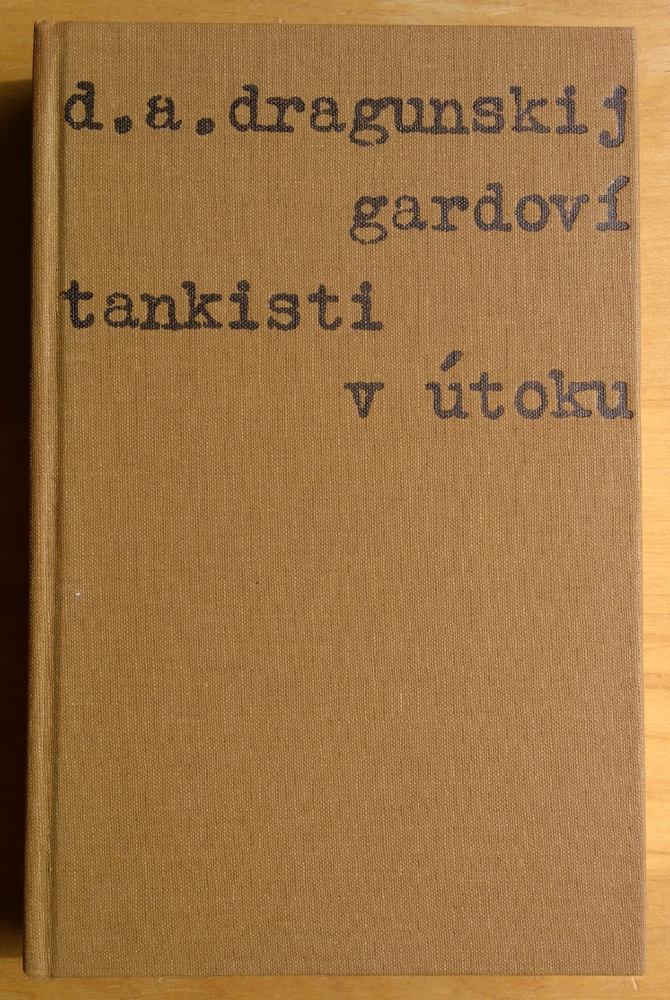 d.a.dragunskij
gardoví
tankisti
v útoku